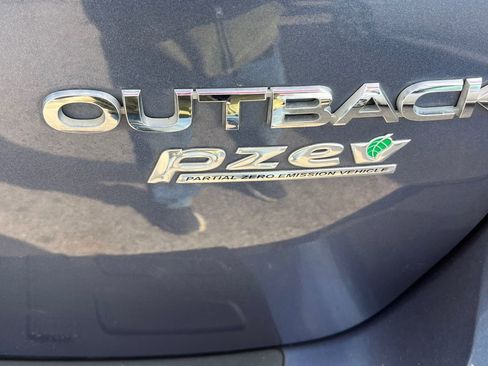 OUTBACK
pzev
PARTIAL ZERO EMISSION VEHICLE